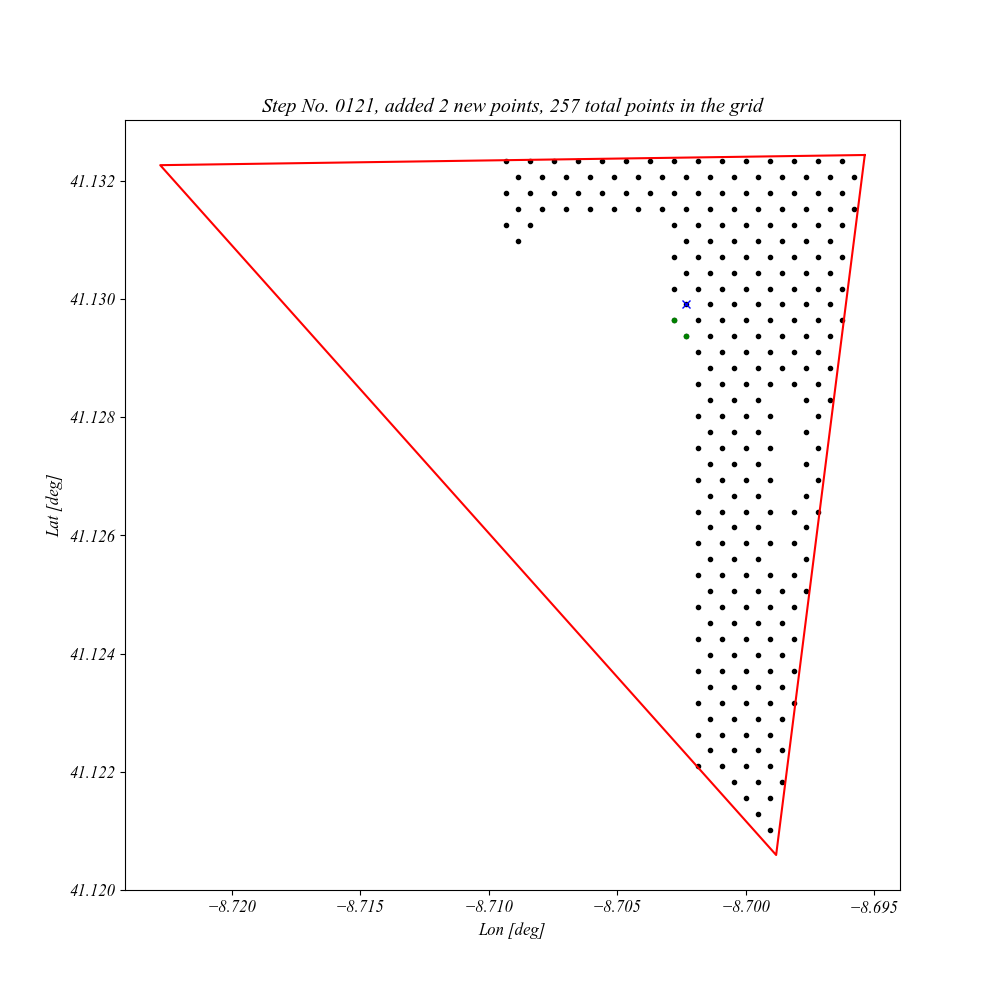 Step No. 0121, added 2 new points, 257 total points in the grid
41.132
41.130
41.128
41.126
41.124
41.122
41.120
Lat [deg]
−8.720 −8.715 −8.710 −8.705 −8.700 −8.695
Lon [deg]